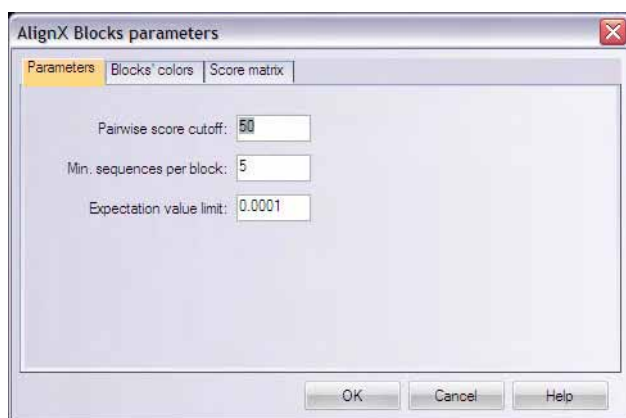 AlignX Blocks parameters
Parameters Blocks' colors Score matrix
Pairwise score cutoff: 50
Min. sequences per block: 5
Expectation value limit: 0.0001
OK Cancel Help